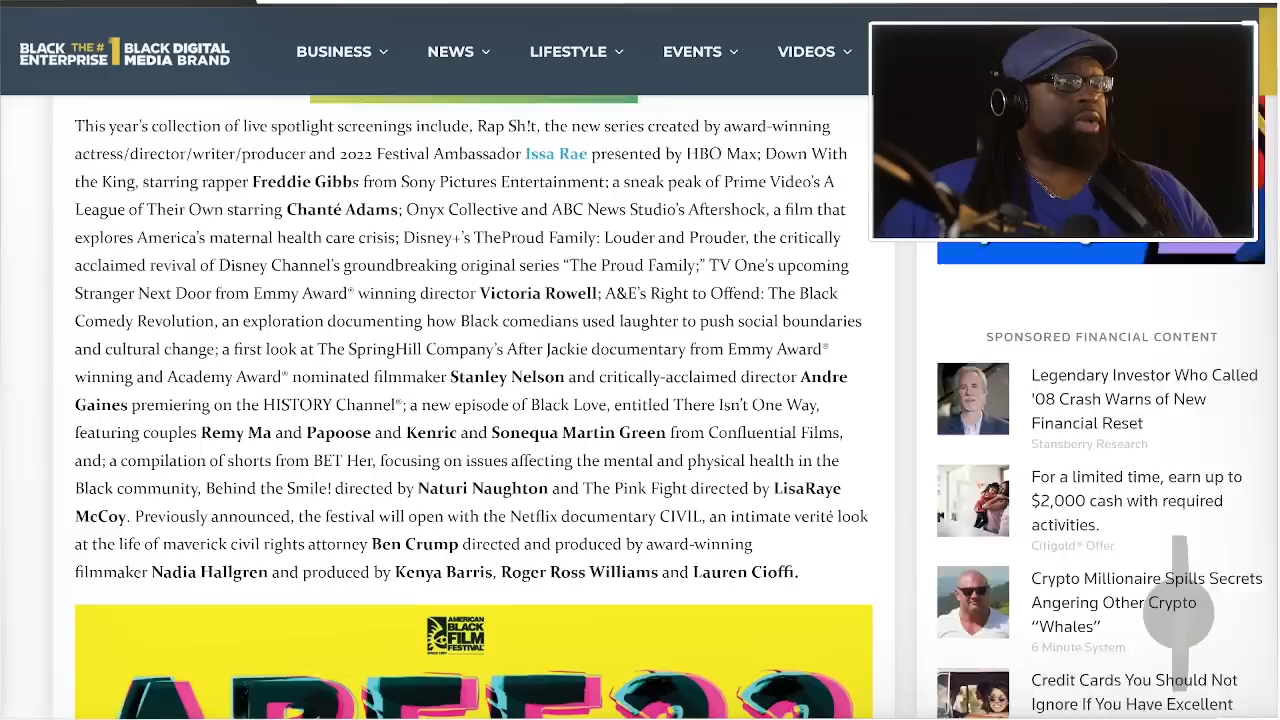 BLACK ENTERPRISE THE #1 BLACK DIGITAL MEDIA BRAND
BUSINESS NEWS LIFESTYLE EVENTS VIDEOS
This year's collection of live spotlight screenings include, Rap Sh!t, the new series created by award-winning
actress/director/writer/producer and 2022 Festival Ambassador Issa Rae presented by HBO Max; Down With
the King, starring rapper Freddie Gibbs from Sony Pictures Entertainment; a sneak peak of Prime Video's A
League of Their Own starring Chanté Adams; Onyx Collective and ABC News Studio's Aftershock, a film that
explores America's maternal health care crisis; Disney+'s TheProud Family: Louder and Prouder, the critically
acclaimed revival of Disney Channel's groundbreaking original series “The Proud Family;” TV One's upcoming
Stranger Next Door from Emmy Award® winning director Victoria Rowell; A&E's Right to Offend: The Black
Comedy Revolution, an exploration documenting how Black comedians used laughter to push social boundaries
and cultural change; a first look at The SpringHill Company's After Jackie documentary from Emmy Award®
winning and Academy Award® nominated filmmaker Stanley Nelson and critically-acclaimed director Andre
Gaines premiering on the HISTORY Channel®; a new episode of Black Love, entitled There Isn't One Way,
featuring couples Remy Ma and Papoose and Kenric and Sonequa Martin Green from Confluential Films,
and; a compilation of shorts from BET Her, focusing on issues affecting the mental and physical health in the
Black community, Behind the Smile! directed by Naturi Naughton and The Pink Fight directed by LisaRaye
McCoy. Previously announced, the festival will open with the Netflix documentary CIVIL, an intimate verité look
at the life of maverick civil rights attorney Ben Crump directed and produced by award-winning
filmmaker Nadia Hallgren and produced by Kenya Barris, Roger Ross Williams and Lauren Cioffi.
AMERICAN
BLACK
FILM
FESTIVAL
SPONSORED FINANCIAL CONTENT
Legendary Investor Who Called
'08 Crash Warns of New
Financial Reset
Stansberry Research
For a limited time, earn up to
$2,000 cash with required
activities.
Citigold® Offer
Crypto Millionaire Spills Secrets
Angering Other Crypto
“Whales”
6 Minute System
Credit Cards You Should Not
Ignore If You Have Excellent